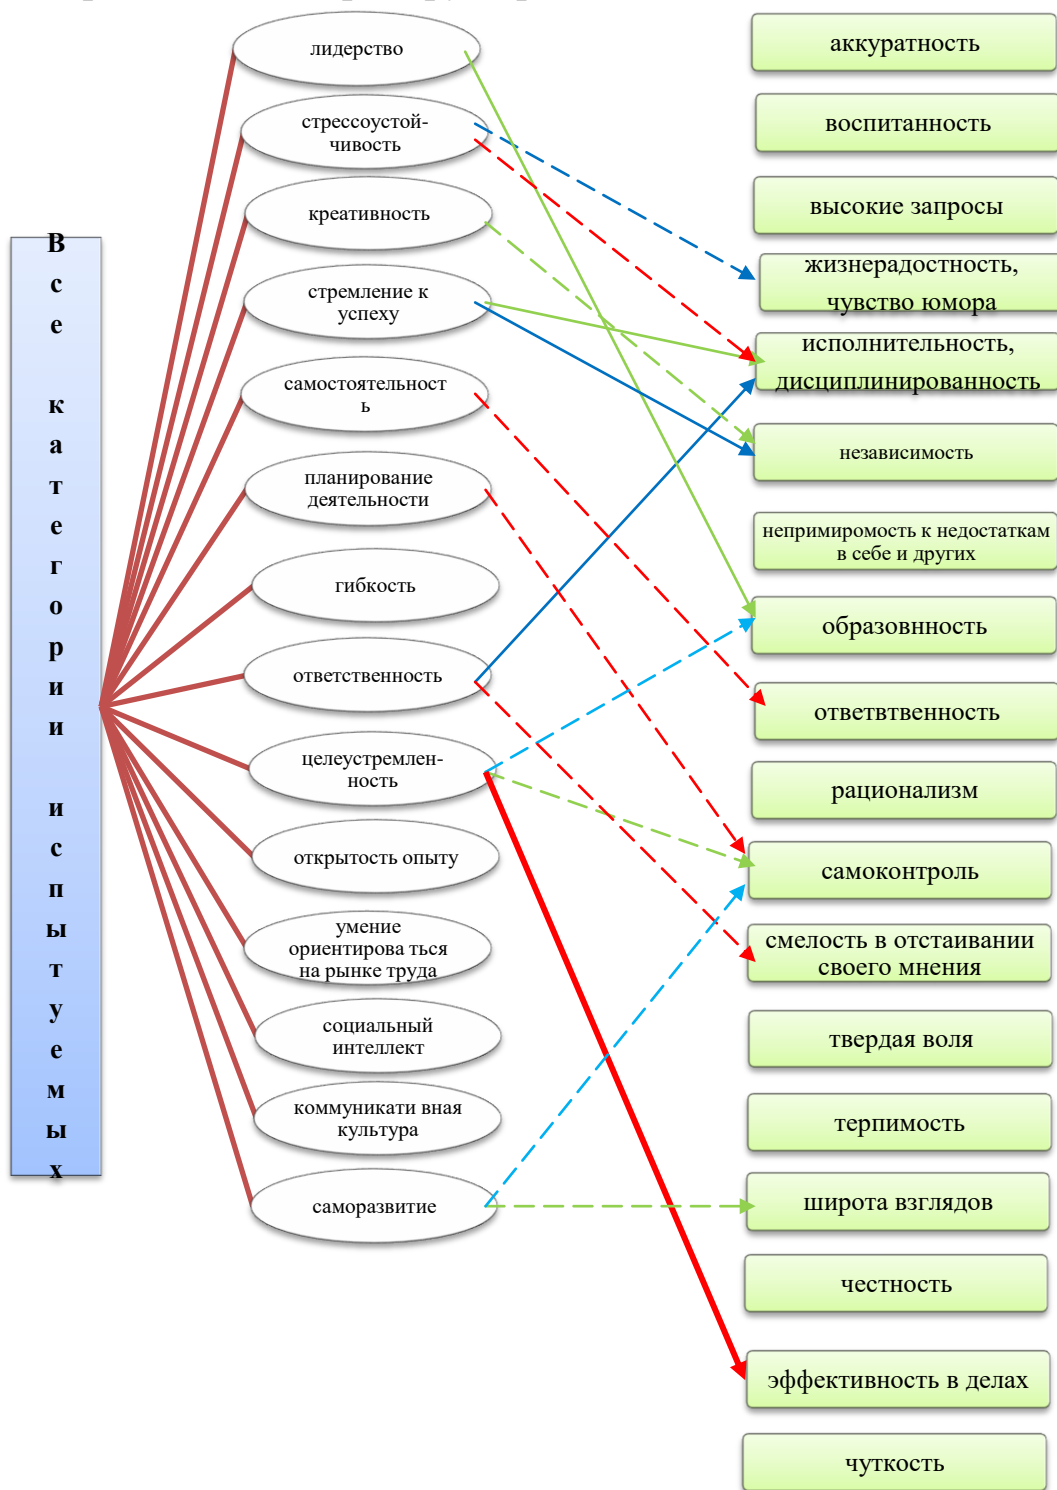 Все категории испытуемых
лидерство
стрессоустой-
чивость
креативность
стремление к
успеху
самостоятельност
ь
планирование
деятельности
гибкость
ответственность
целеустремлен-
ность
открытость опыту
умение
ориентирова ться
на рынке труда
социальный
интеллект
коммуникати вная
культура
саморазвитие
аккуратность
воспитанность
высокие запросы
жизнерадостность,
чувство юмора
исполнительность,
дисциплинированность
независимость
непримиромость к недостаткам
в себе и других
образовнность
ответвтвенность
рационализм
самоконтроль
смелость в отстаивании
своего мнения
твердая воля
терпимость
широта взглядов
честность
эффективность в делах
чуткость